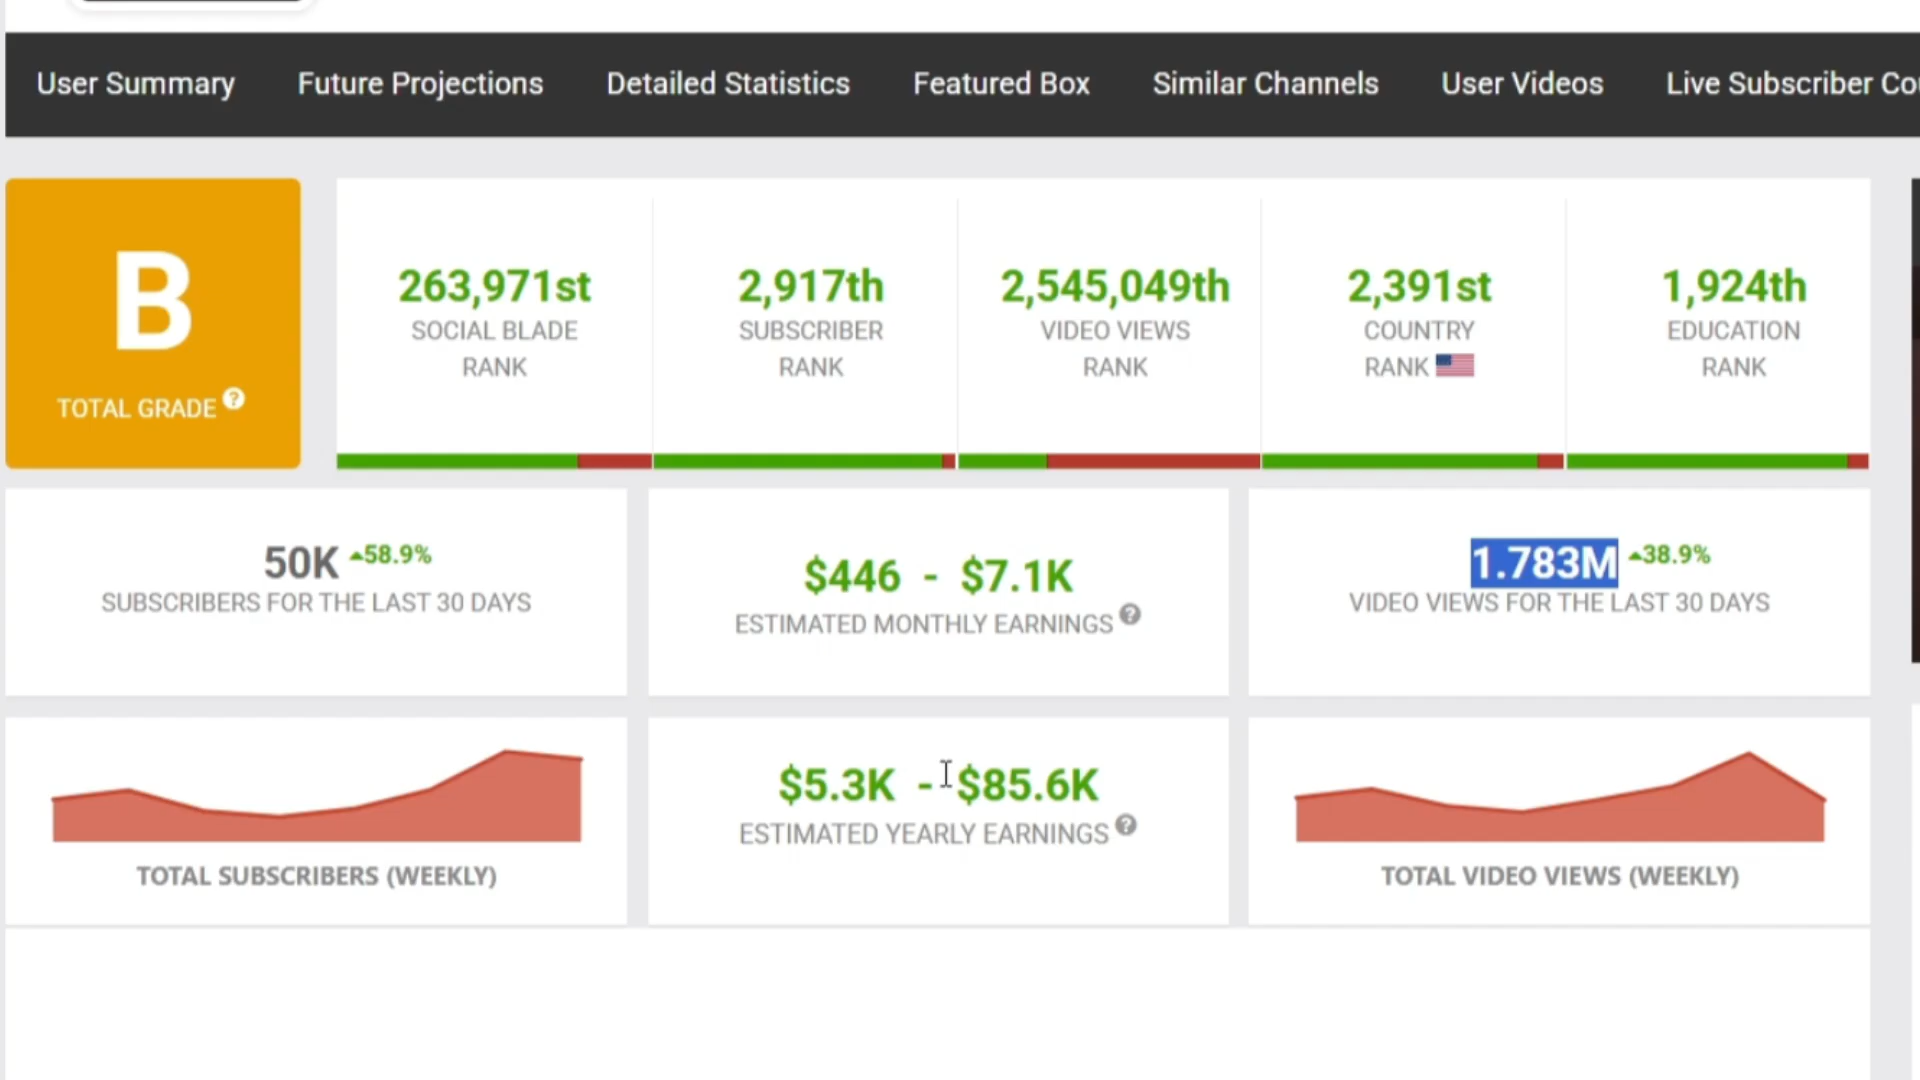 User Summary Future Projections Detailed Statistics Featured Box Similar Channels User Videos Live Subscriber
B
TOTAL GRADE ?
263,971st
SOCIAL BLADE
RANK
2,917th
SUBSCRIBER
RANK
2,545,049th
VIDEO VIEWS
RANK
2,391st
COUNTRY
RANK
1,924th
EDUCATION
RANK
50K 58.9%
SUBSCRIBERS FOR THE LAST 30 DAYS
$446 - $7.1K
ESTIMATED MONTHLY EARNINGS ?
1.783M 38.9%
VIDEO VIEWS FOR THE LAST 30 DAYS
TOTAL SUBSCRIBERS (WEEKLY)
$5.3K - $85.6K
ESTIMATED YEARLY EARNINGS ?
TOTAL VIDEO VIEWS (WEEKLY)